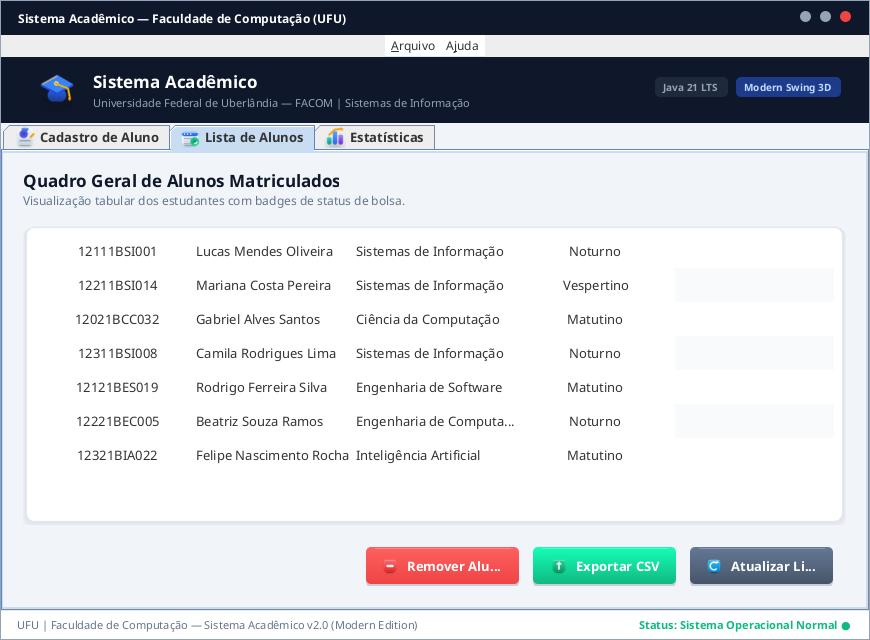 Sistema Acadêmico — Faculdade de Computação (UFU)
Arquivo Ajuda
Sistema Acadêmico
Universidade Federal de Uberlândia — FACOM | Sistemas de Informação
Java 21 LTS
Modern Swing 3D
Cadastro de Aluno
Lista de Alunos
Estatísticas
Quadro Geral de Alunos Matriculados
Visualização tabular dos estudantes com badges de status de bolsa.
12111BSI001 Lucas Mendes Oliveira Sistemas de Informação Noturno
12211BSI014 Mariana Costa Pereira Sistemas de Informação Vespertino
12021BCC032 Gabriel Alves Santos Ciência da Computação Matutino
12311BSI008 Camila Rodrigues Lima Sistemas de Informação Noturno
12121BES019 Rodrigo Ferreira Silva Engenharia de Software Matutino
12221BEC005 Beatriz Souza Ramos Engenharia de Computa... Noturno
12321BIA022 Felipe Nascimento Rocha Inteligência Artificial Matutino
Remover Alu...
Exportar CSV
Atualizar Li...
UFU | Faculdade de Computação — Sistema Acadêmico v2.0 (Modern Edition)
Status: Sistema Operacional Normal ●